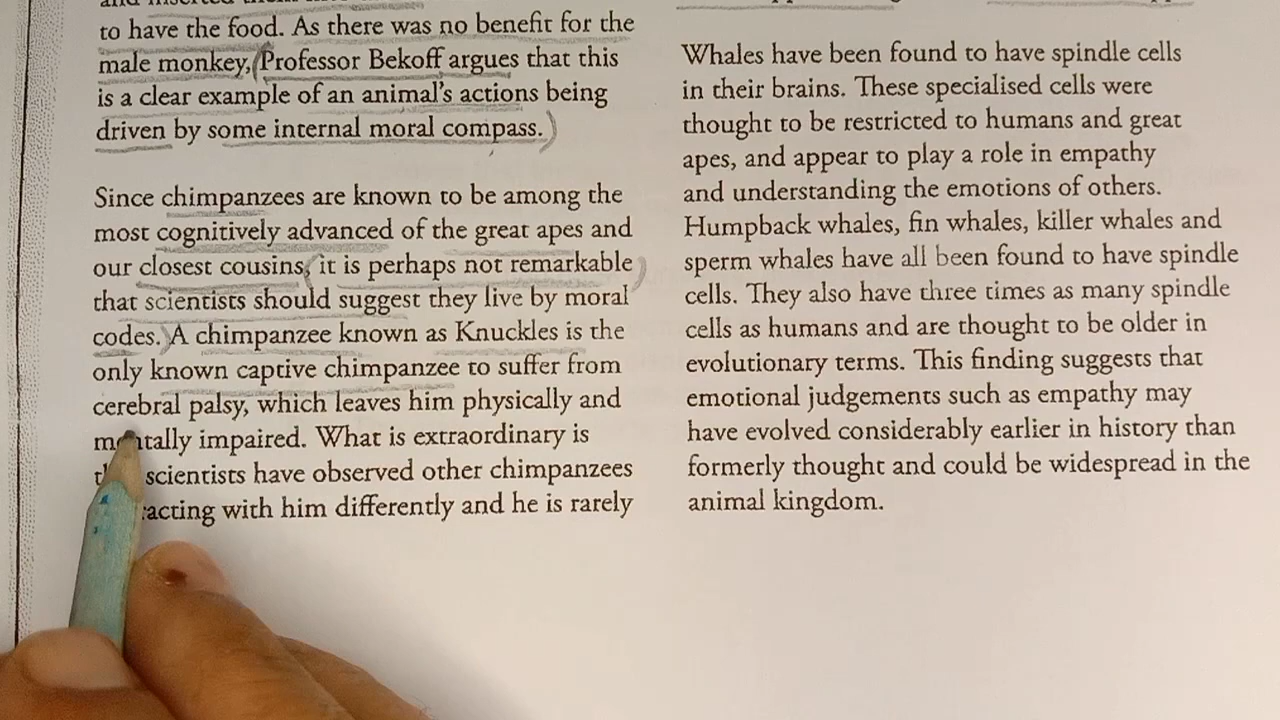 to have the food. As there was no benefit for the
male monkey, Professor Bekoff argues that this
is a clear example of an animal's actions being
driven by some internal moral compass.
Since chimpanzees are known to be among the
most cognitively advanced of the great apes and
our closest cousins, it is perhaps not remarkable
that scientists should suggest they live by moral
codes. A chimpanzee known as Knuckles is the
only known captive chimpanzee to suffer from
cerebral palsy, which leaves him physically and
mentally impaired. What is extraordinary is
scientists have observed other chimpanzees
with him differently and he is rarely
Whales have been found to have spindle cells
in their brains. These specialised cells were
thought to be restricted to humans and great
apes, and appear to play a role in empathy
and understanding the emotions of others.
Humpback whales, fin whales, killer whales and
sperm whales have all been found to have spindle
cells. They also have three times as many spindle
cells as humans and are thought to be older in
evolutionary terms. This finding suggests that
emotional judgements such as empathy may
have evolved considerably earlier in history than
formerly thought and could be widespread in the
animal kingdom.